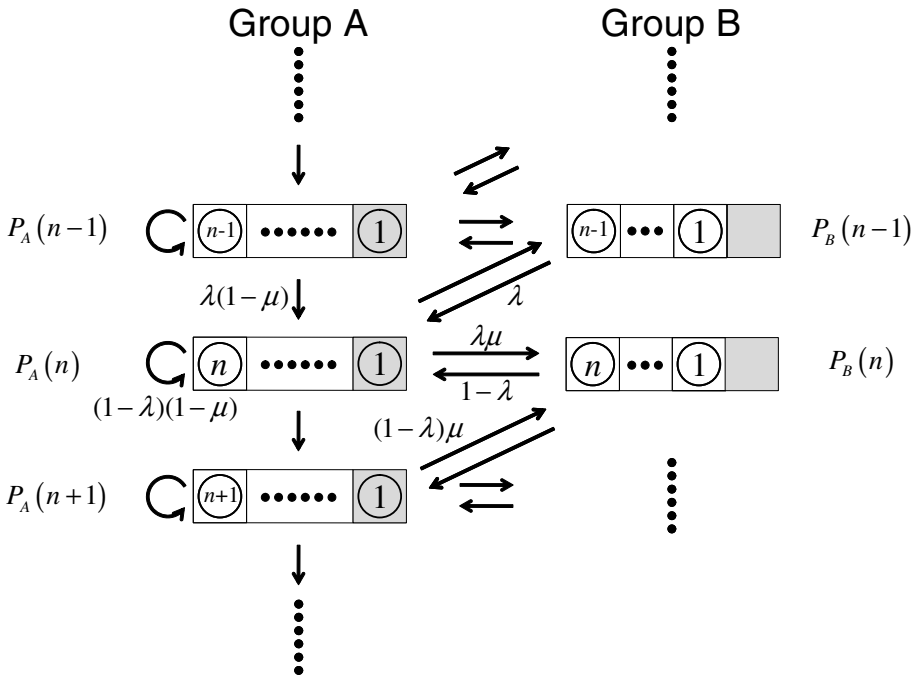 Group A Group B
P_A(n−1) n-1 •••••• 1 n-1 ••• 1 P_B(n−1)
λ(1−μ) λ
P_A(n) n •••••• 1 λμ n ••• 1 P_B(n)
1−λ
(1−λ)(1−μ) (1−λ)μ
P_A(n+1) n+1 •••••• 1